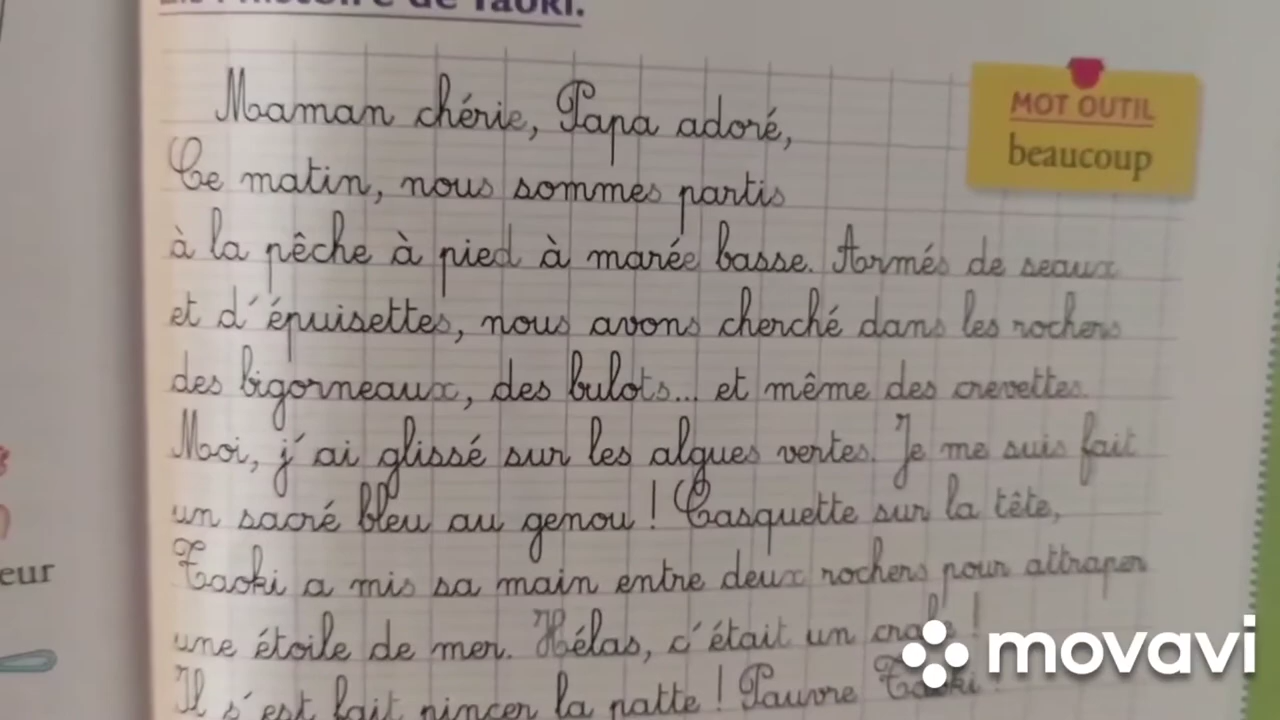 de Taoki.
Maman chérie, Papa adoré,
MOT OUTIL
beaucoup
Ce matin, nous sommes partis
à la pêche à pied à marée basse. Armés de seaux
et d'épuisettes, nous avons cherché dans les rochers
des bigorneaux, des bulots... et même des crevettes.
Moi, j'ai glissé sur les algues vertes. Je me suis fait
un sacré bleu au genou ! Casquette sur la tête,
Taoki a mis sa main entre deux rochers pour attraper
eur
une étoile de mer. Hélas, c'était un crabe !
Il s'est fait pincer la patte ! Pauvre Taoki !
movavi